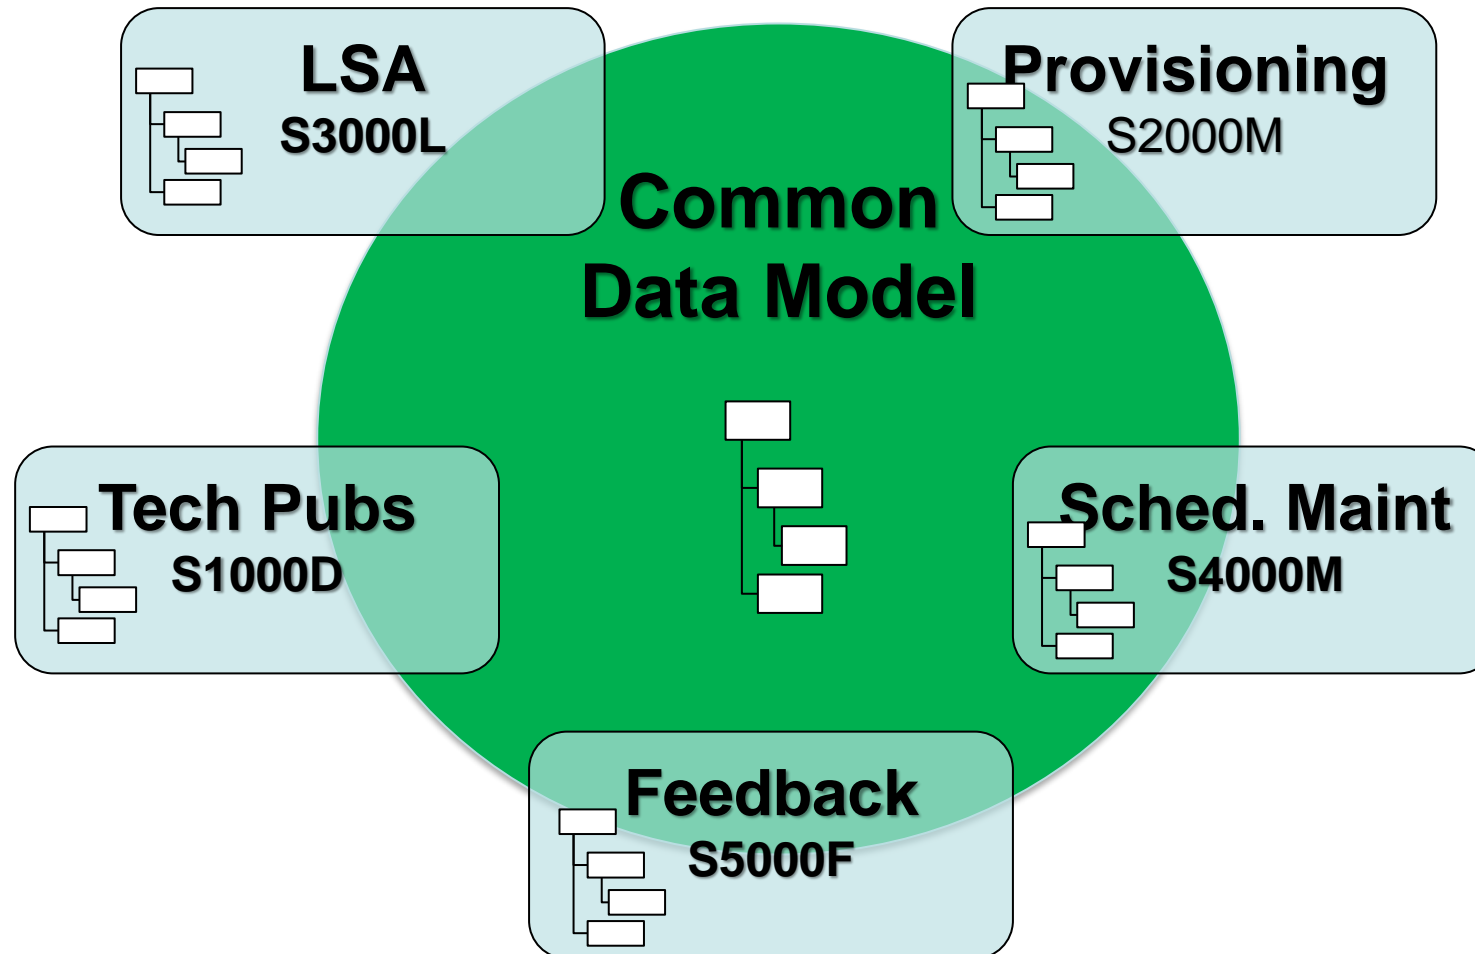 LSA
S3000L
Provisioning
S2000M
Common
Data Model
Tech Pubs
S1000D
Sched. Maint
S4000M
Feedback
S5000F